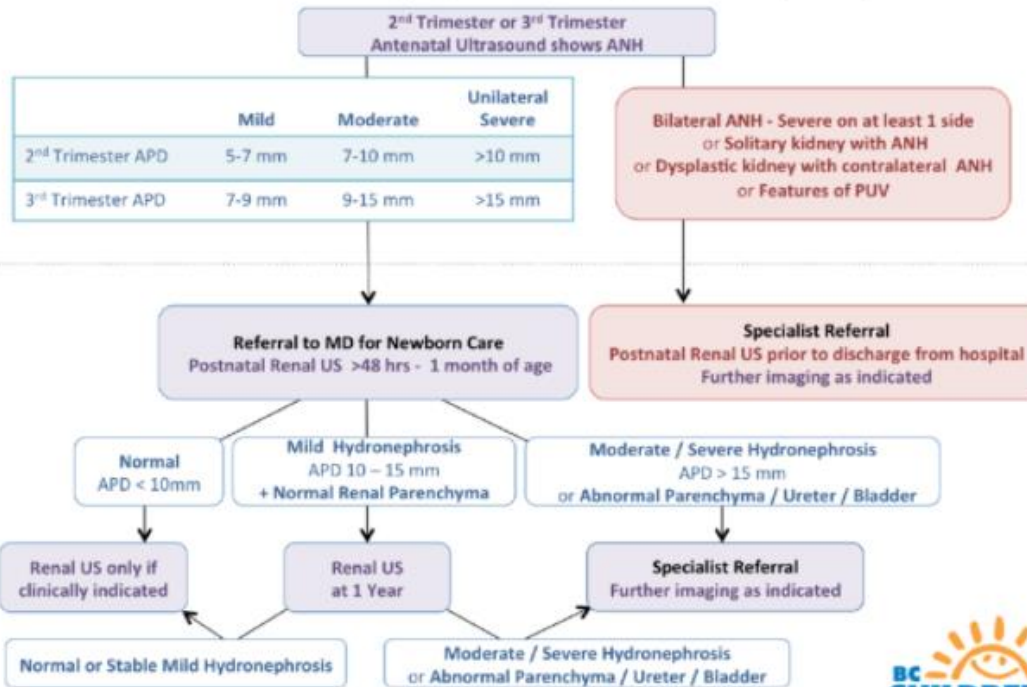 2nd Trimester or 3rd Trimester
Antenatal Ultrasound shows ANH
Mild Moderate Unilateral Severe
2nd Trimester APD 5-7 mm 7-10 mm >10 mm
3rd Trimester APD 7-9 mm 9-15 mm >15 mm
Bilateral ANH - Severe on at least 1 side
or Solitary kidney with ANH
or Dysplastic kidney with contralateral ANH
or Features of PUV
Referral to MD for Newborn Care
Postnatal Renal US >48 hrs - 1 month of age
Specialist Referral
Postnatal Renal US prior to discharge from hospital
Further imaging as indicated
Normal
APD < 10mm
Mild Hydronephrosis
APD 10 – 15 mm
+ Normal Renal Parenchyma
Moderate / Severe Hydronephrosis
APD > 15 mm
or Abnormal Parenchyma / Ureter / Bladder
Renal US only if
clinically indicated
Renal US
at 1 Year
Specialist Referral
Further imaging as indicated
Normal or Stable Mild Hydronephrosis
Moderate / Severe Hydronephrosis
or Abnormal Parenchyma / Ureter / Bladder
BC